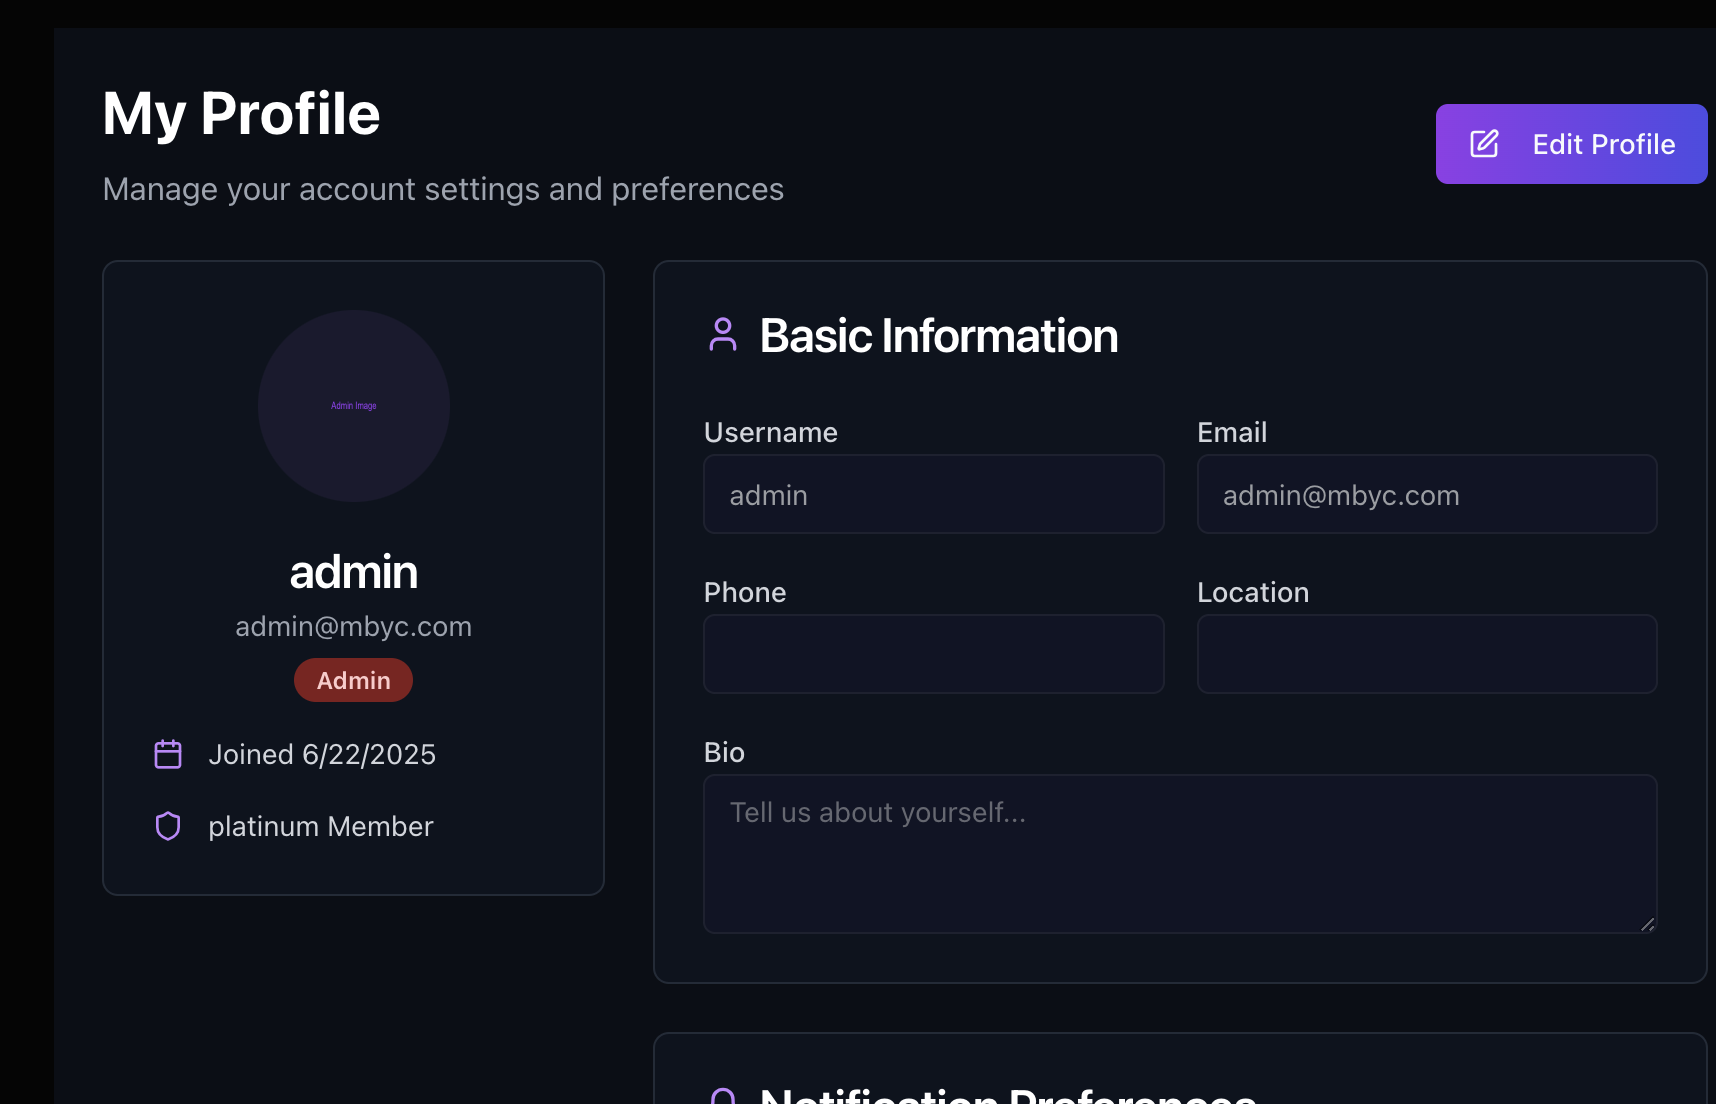 My Profile
Manage your account settings and preferences
Edit Profile
Admin Image
admin
admin@mbyc.com
Admin
Joined 6/22/2025
platinum Member
Basic Information
Username
admin
Email
admin@mbyc.com
Phone
Location
Bio
Tell us about yourself...
Notification Preferences